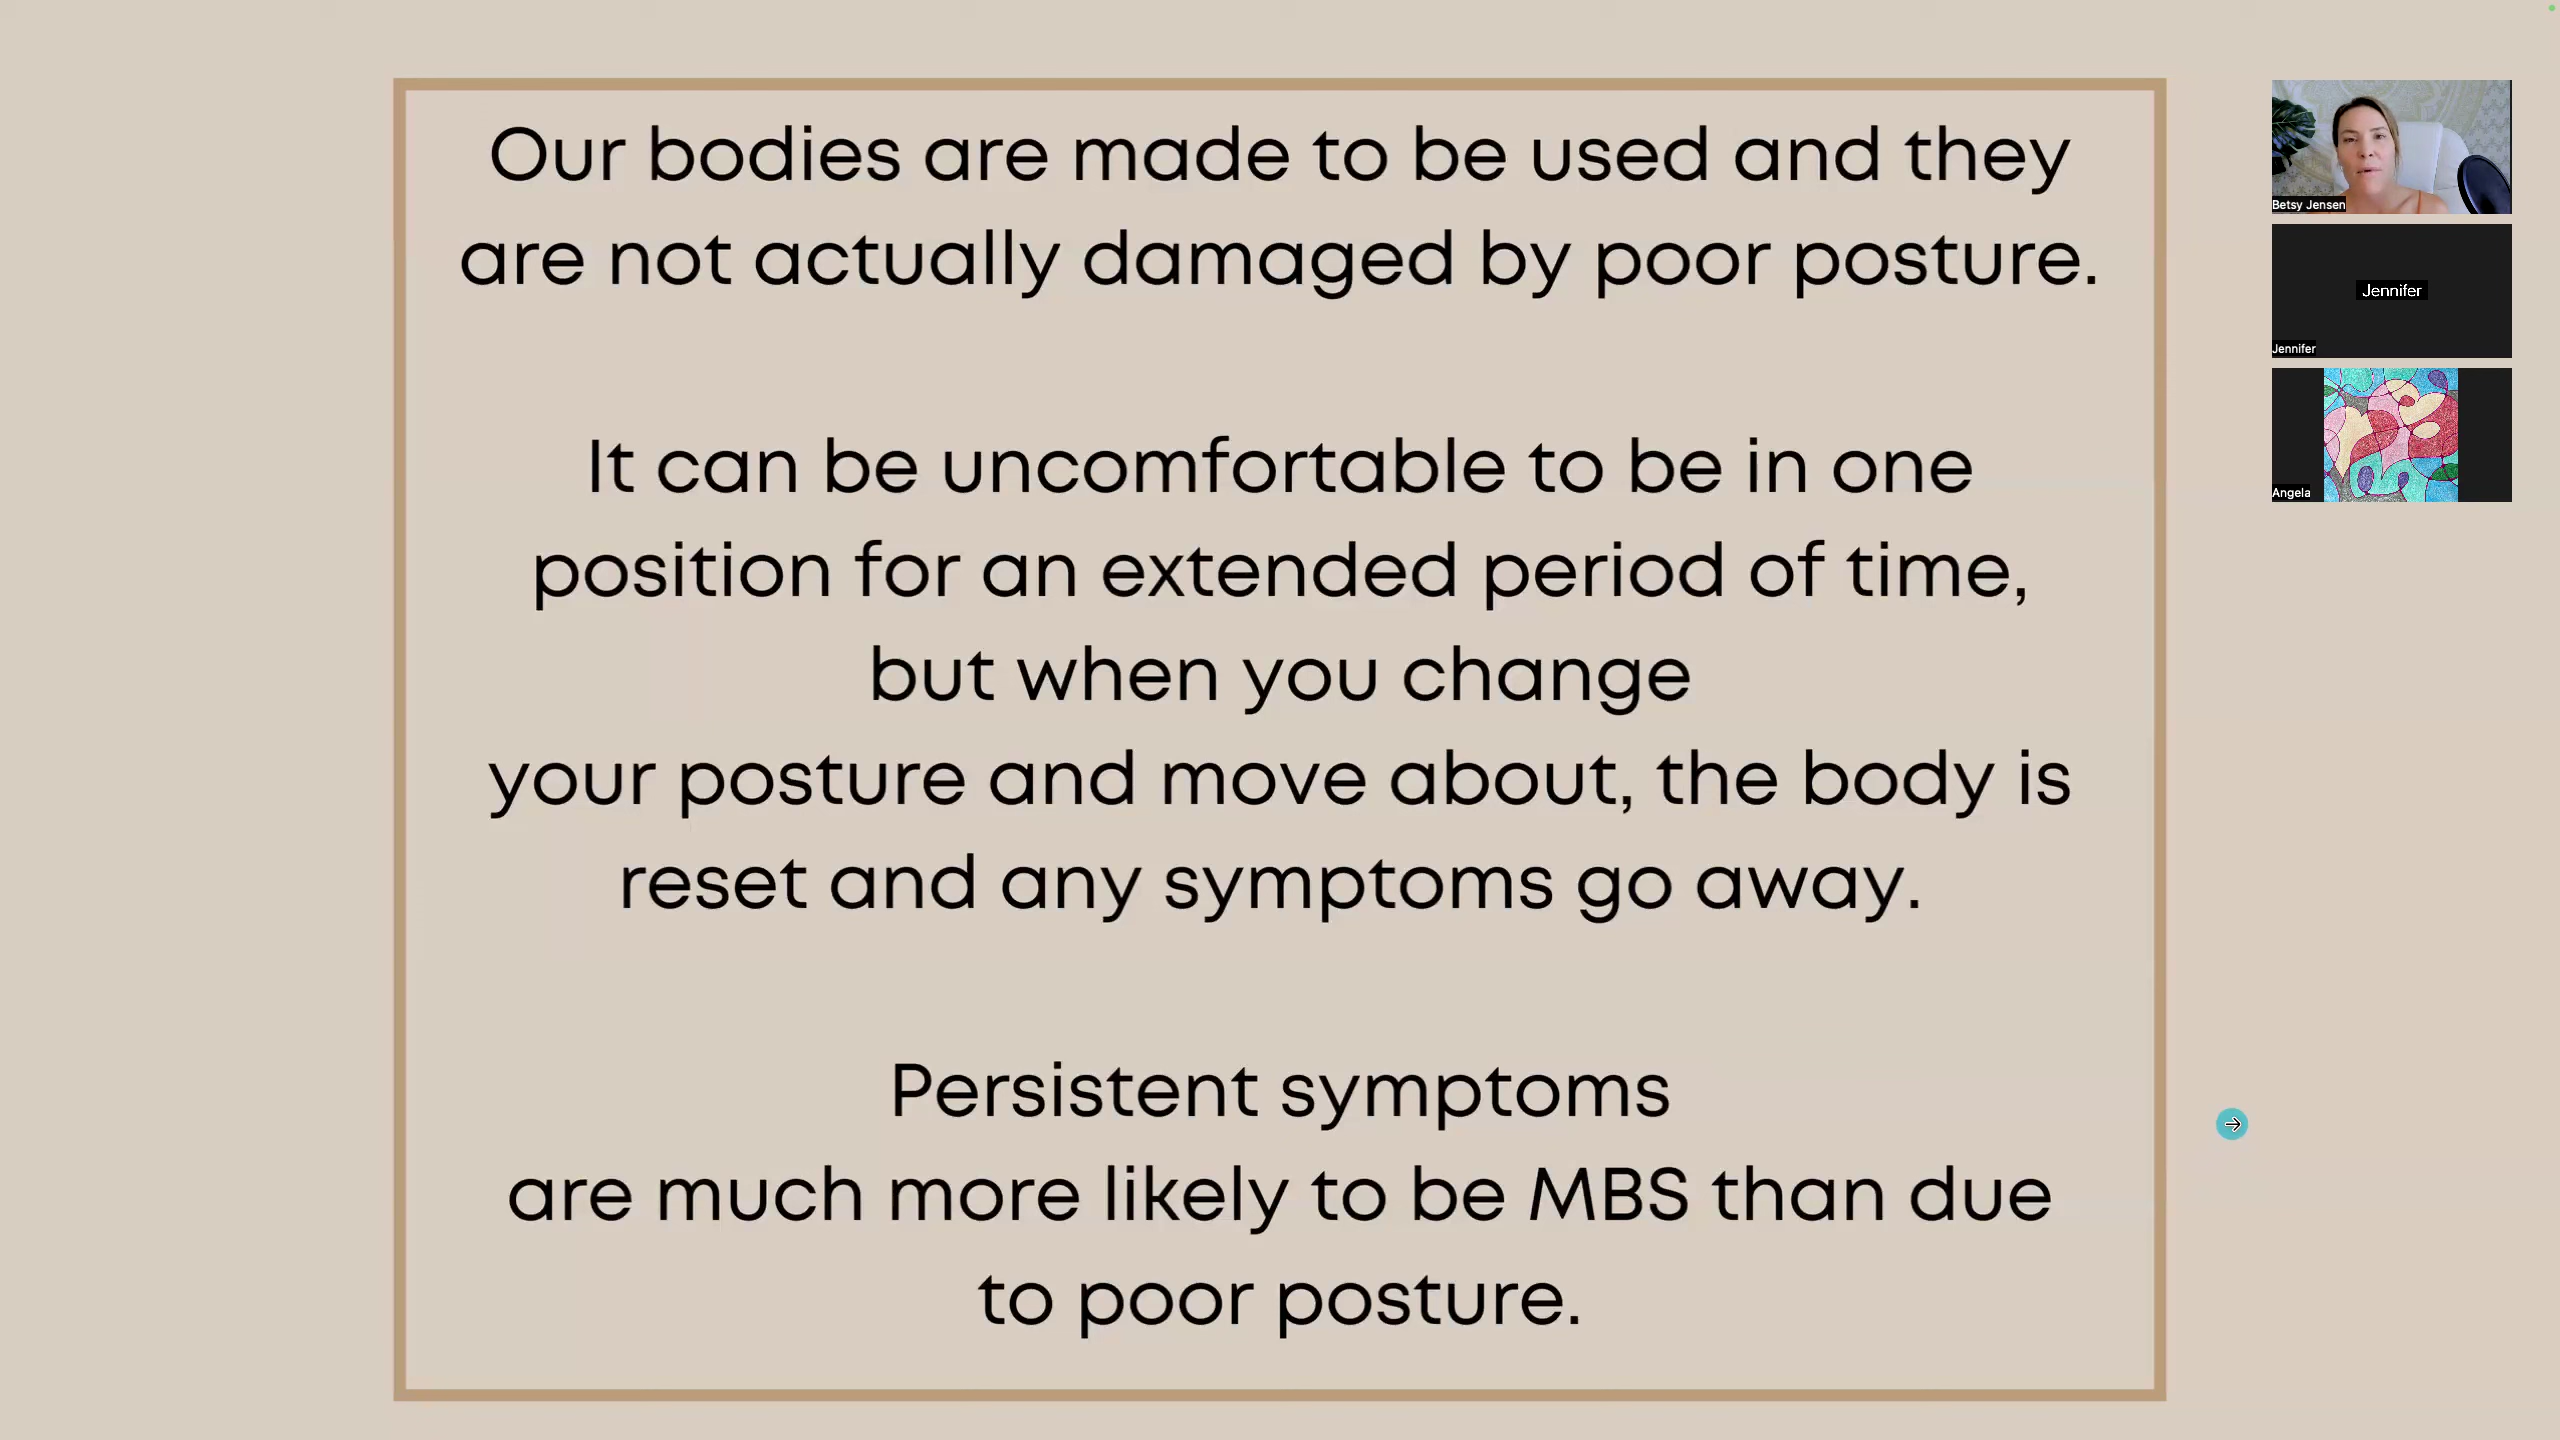 Our bodies are made to be used and they
are not actually damaged by poor posture.
It can be uncomfortable to be in one
position for an extended period of time,
but when you change
your posture and move about, the body is
reset and any symptoms go away.
Persistent symptoms
are much more likely to be MBS than due
to poor posture.
Betsy Jensen
Jennifer
Jennifer
Angela